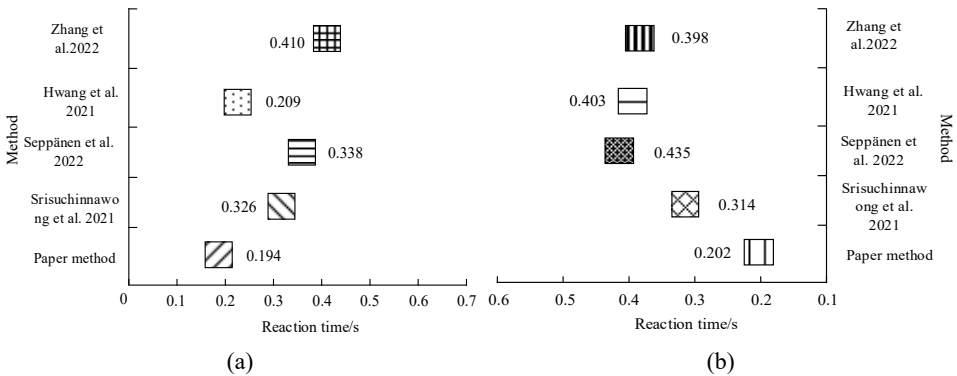 Method
Zhang et
al.2022
0.410
Hwang et al.
2021
0.209
Seppänen et al.
2022
0.338
Srisuchinnawo
ng et al. 2021
0.326
Paper method
0.194
0 0.1 0.2 0.3 0.4 0.5 0.6 0.7
Reaction time/s
(a)
0.398
Zhang et
al.2022
0.403
Hwang et al.
2021
0.435
Seppänen
et al. 2022
0.314
Srisuchinnaw
ong et al.
2021
0.202
Paper method
Method
0.6 0.5 0.4 0.3 0.2 0.1
Reaction time/s
(b)